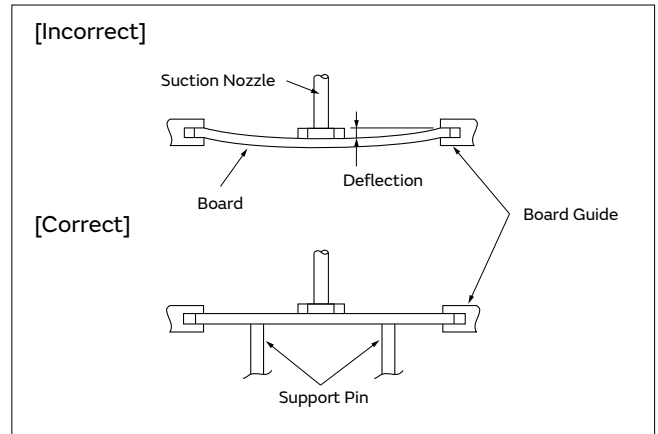 [Incorrect]
Suction Nozzle
Deflection
Board
Board Guide
[Correct]
Support Pin